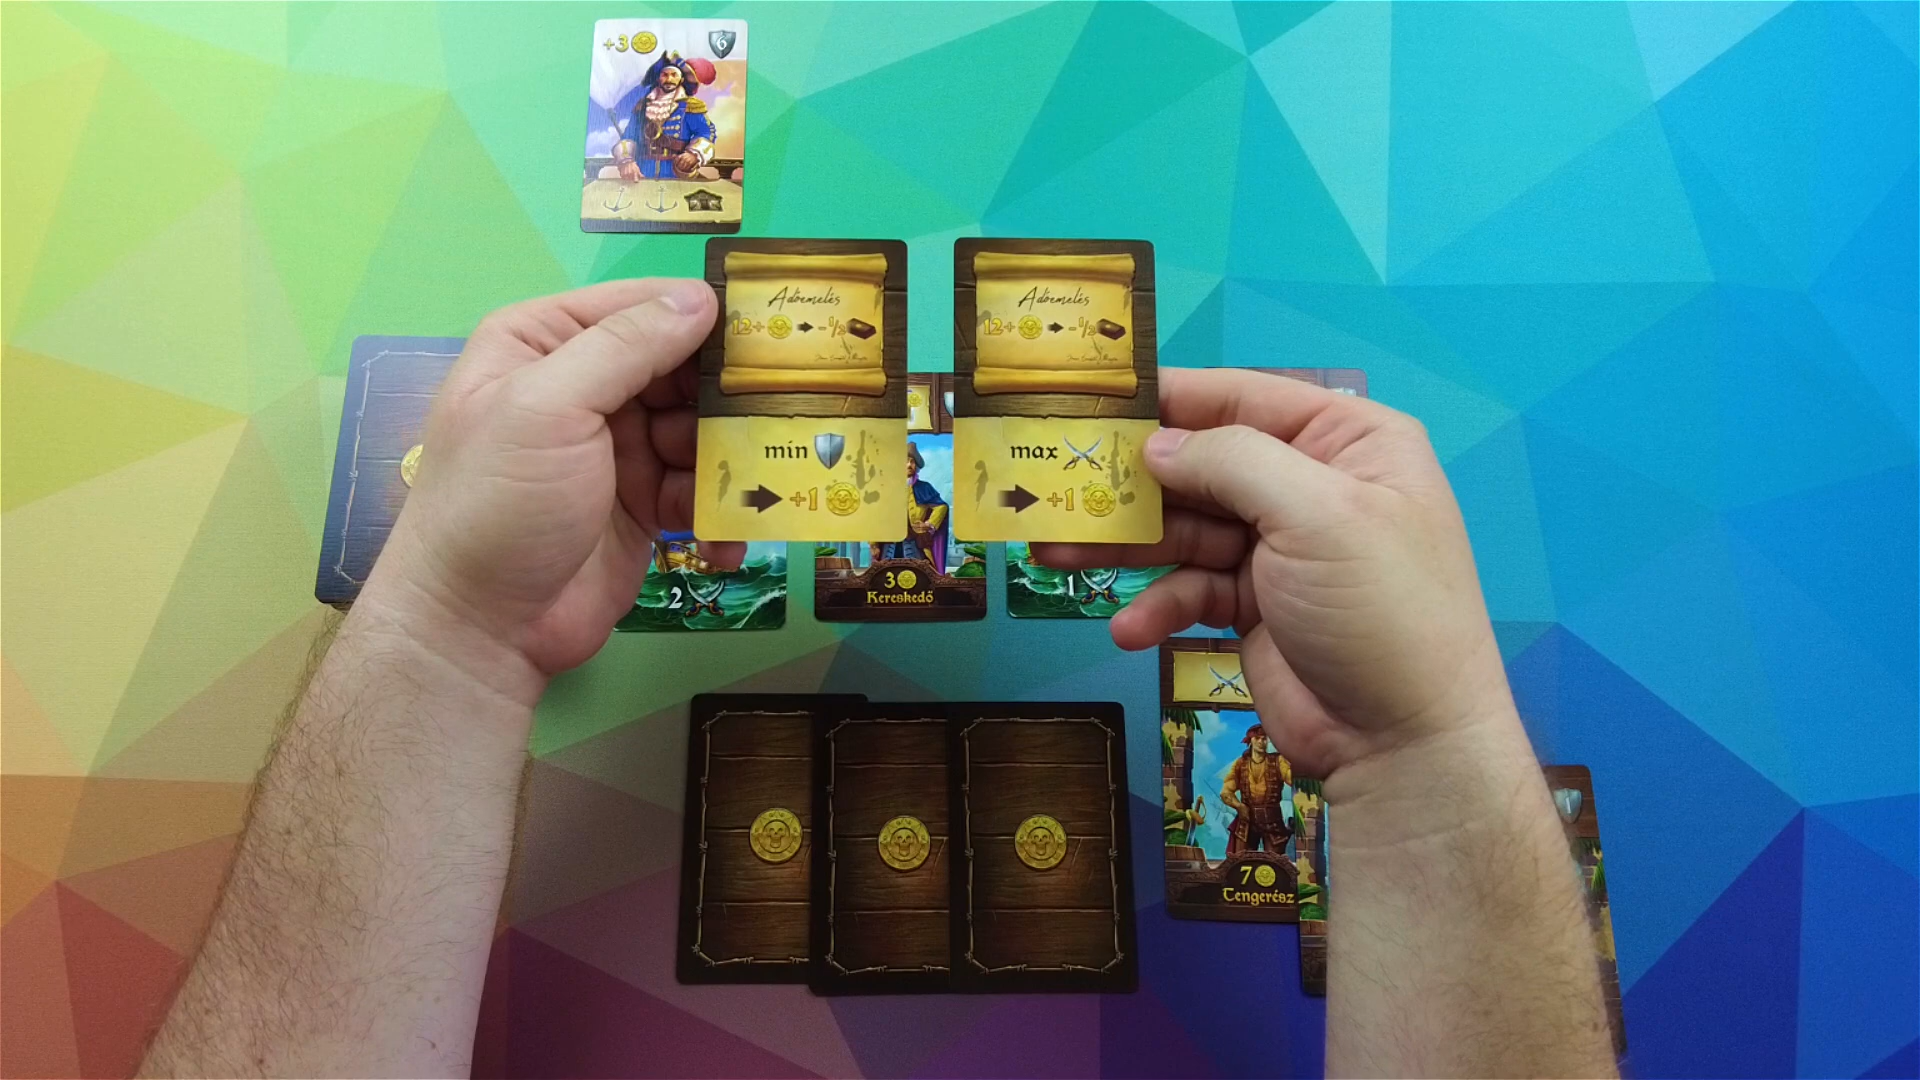 +3
6
Adóemelés
12+ -1/2
min
+1
Adóemelés
12+ -1/2
max
+1
2
3
Kereskedő
1
7
Tengerész
1